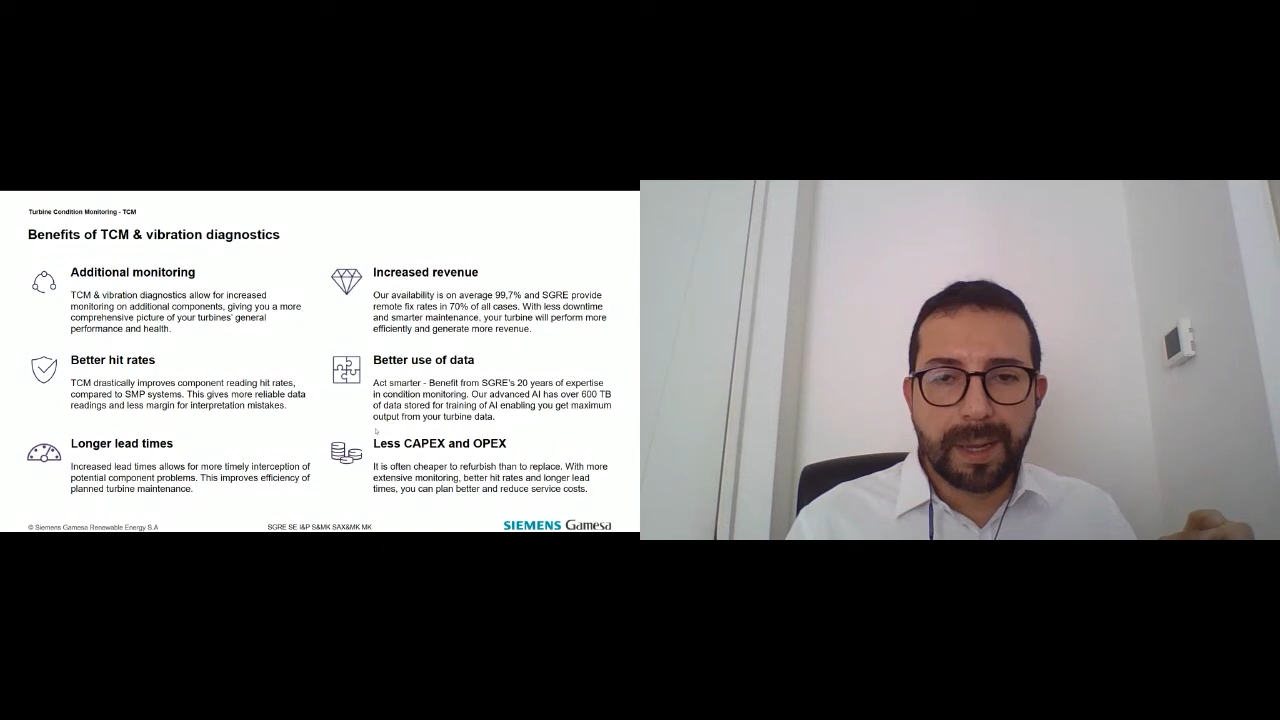 Turbine Condition Monitoring - TCM
Benefits of TCM & vibration diagnostics
Additional monitoring
TCM & vibration diagnostics allow for increased
monitoring on additional components, giving you a more
comprehensive picture of your turbines' general
performance and health.
Increased revenue
Our availability is on average 99,7% and SGRE provide
remote fix rates in 70% of all cases. With less downtime
and smarter maintenance, your turbine will perform more
efficiently and generate more revenue.
Better hit rates
TCM drastically improves component reading hit rates,
compared to SMP systems. This gives more reliable data
readings and less margin for interpretation mistakes.
Better use of data
Act smarter - Benefit from SGRE's 20 years of expertise
in condition monitoring. Our advanced AI has over 600 TB
of data stored for training of AI enabling you get maximum
output from your turbine data.
Longer lead times
Increased lead times allows for more timely interception of
potential component problems. This improves efficiency of
planned turbine maintenance.
Less CAPEX and OPEX
It is often cheaper to refurbish than to replace. With more
extensive monitoring, better hit rates and longer lead
times, you can plan better and reduce service costs.
© Siemens Gamesa Renewable Energy S.A
SGRE SE I&P S&MK SAX&MK MK
SIEMENS Gamesa